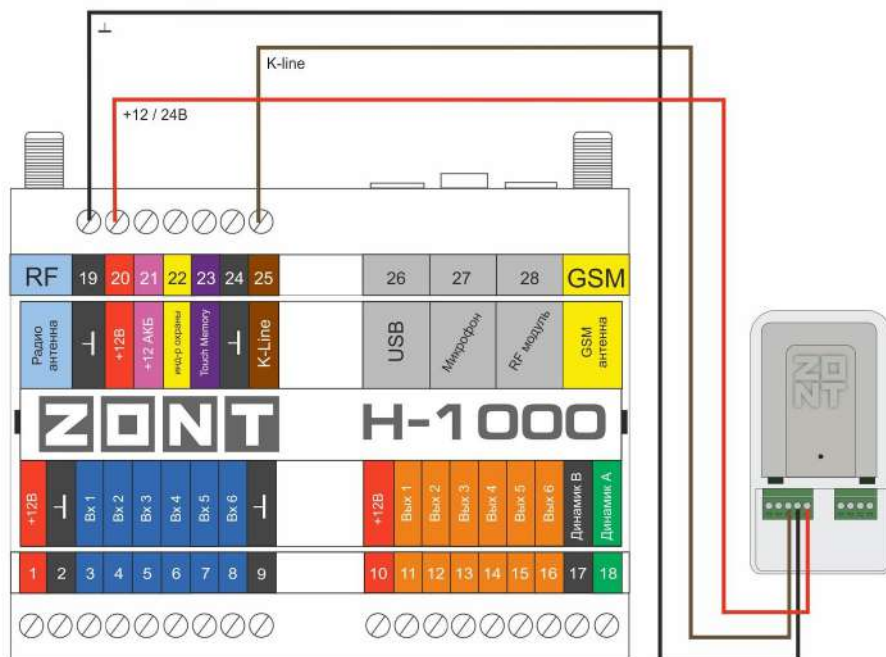 ⊥
K-line
+12 / 24В
RF 19 20 21 22 23 24 25 26 27 28 GSM
Радио антенна
⊥
+12В
+12 АКБ
инд-р охраны
Touch Memory
⊥
K-Line
USB
Микрофон
RF модуль
GSM антенна
ZONT H-1000
+12В
⊥
Вх 1
Вх 2
Вх 3
Вх 4
Вх 5
Вх 6
⊥
+12В
Вых 1
Вых 2
Вых 3
Вых 4
Вых 5
Вых 6
Динамик В
Динамик А
1 2 3 4 5 6 7 8 9 10 11 12 13 14 15 16 17 18
ZO
NT